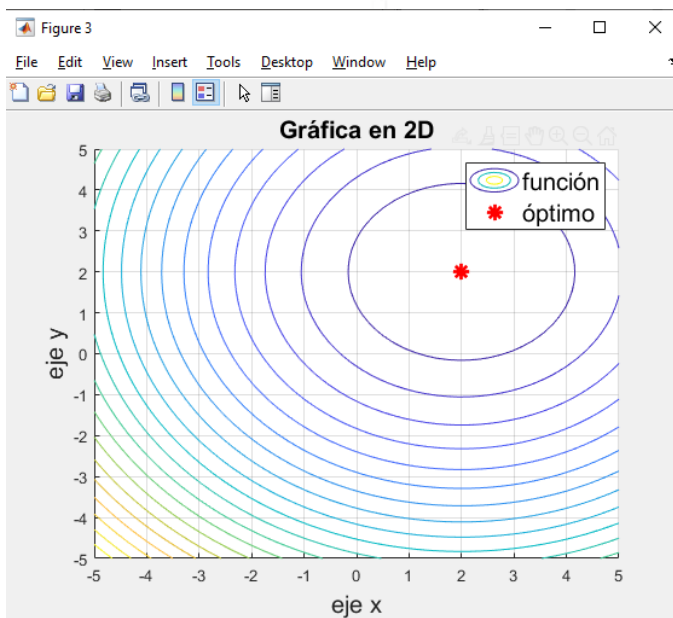 Figure 3
File Edit View Insert Tools Desktop Window Help
Gráfica en 2D
función
óptimo
5
4
3
2
1
0
-1
-2
-3
-4
-5
eje y
-5 -4 -3 -2 -1 0 1 2 3 4 5
eje x